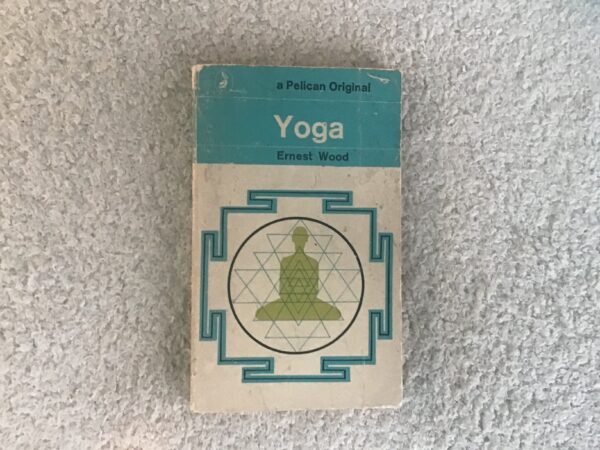 a Pelican Original
Yoga
Ernest Wood